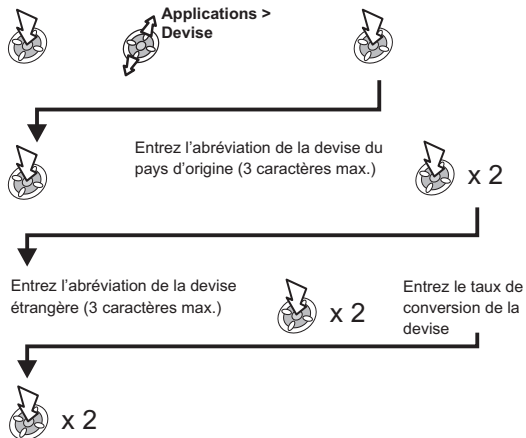 Applications >
Devise
Entrez l’abréviation de la devise du
pays d’origine (3 caractères max.)
x 2
Entrez l’abréviation de la devise
étrangère (3 caractères max.)
x 2
Entrez le taux de
conversion de la
devise
x 2